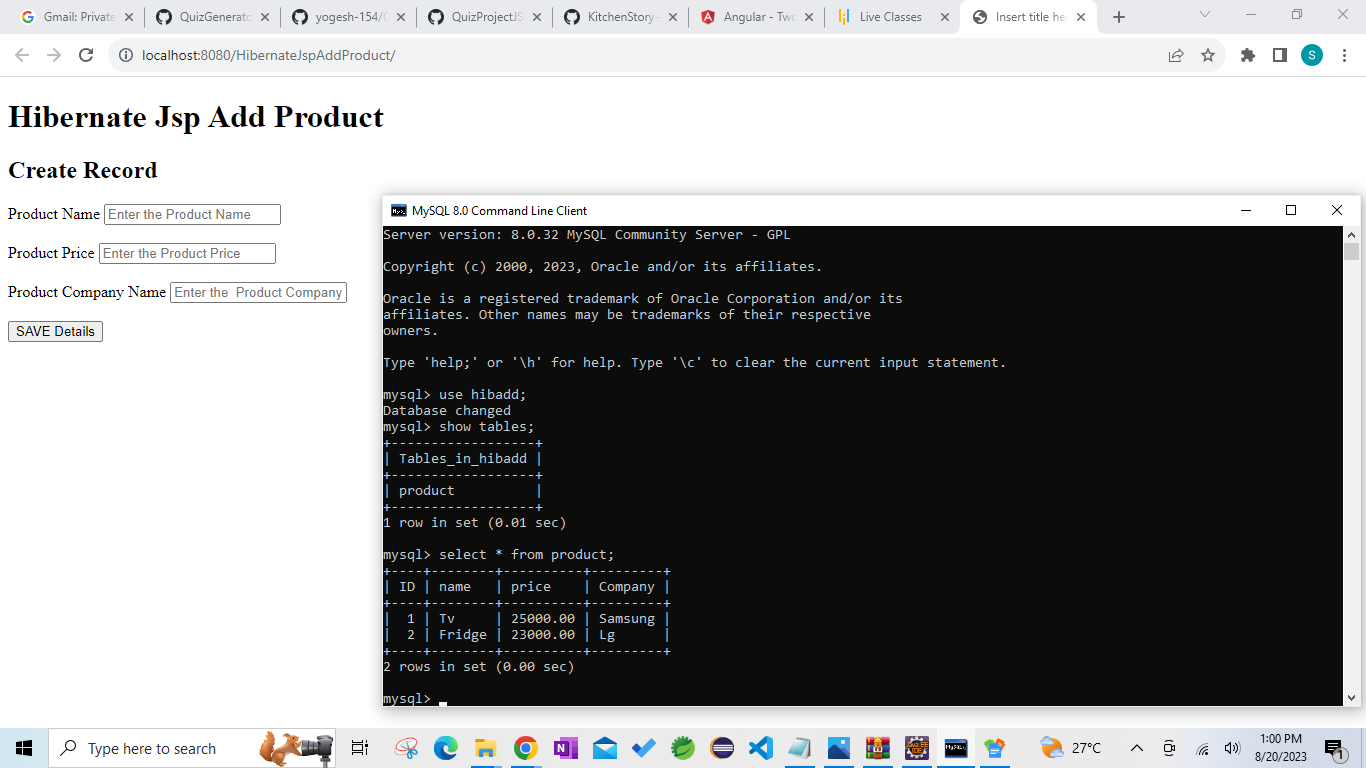 Gmail: Private
QuizGenerato
yogesh-154/
QuizProjectJS
KitchenStory-
Angular - Two
Live Classes
Insert title he
localhost:8080/HibernateJspAddProduct/
S
Hibernate Jsp Add Product
Create Record
Product Name Enter the Product Name
Product Price Enter the Product Price
Product Company Name Enter the  Product Company
SAVE Details
MySQL 8.0 Command Line Client
Server version: 8.0.32 MySQL Community Server - GPL
Copyright (c) 2000, 2023, Oracle and/or its affiliates.
Oracle is a registered trademark of Oracle Corporation and/or its
affiliates. Other names may be trademarks of their respective
owners.
Type 'help;' or '\h' for help. Type '\c' to clear the current input statement.
mysql> use hibadd;
Database changed
mysql> show tables;
+------------------+
| Tables_in_hibadd |
+------------------+
| product          |
+------------------+
1 row in set (0.01 sec)
mysql> select * from product;
+----+--------+----------+---------+
| ID | name   | price    | Company |
+----+--------+----------+---------+
|  1 | Tv     | 25000.00 | Samsung |
|  2 | Fridge | 23000.00 | Lg      |
+----+--------+----------+---------+
2 rows in set (0.00 sec)
mysql>
Type here to search
27°C
1:00 PM
8/20/2023
1